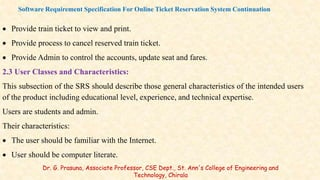 Software Requirement Specification For Online Ticket Reservation System Continuation
• Provide train ticket to view and print.
• Provide process to cancel reserved train ticket.
• Provide Admin to control the accounts, update seat and fares.
2.3 User Classes and Characteristics:
This subsection of the SRS should describe those general characteristics of the intended users
of the product including educational level, experience, and technical expertise.
Users are students and admin.
Their characteristics:
• The user should be familiar with the Internet.
• User should be computer literate.
Dr. G. Prasuna, Associate Professor, CSE Dept., St. Ann's College of Engineering and
Technology, Chirala